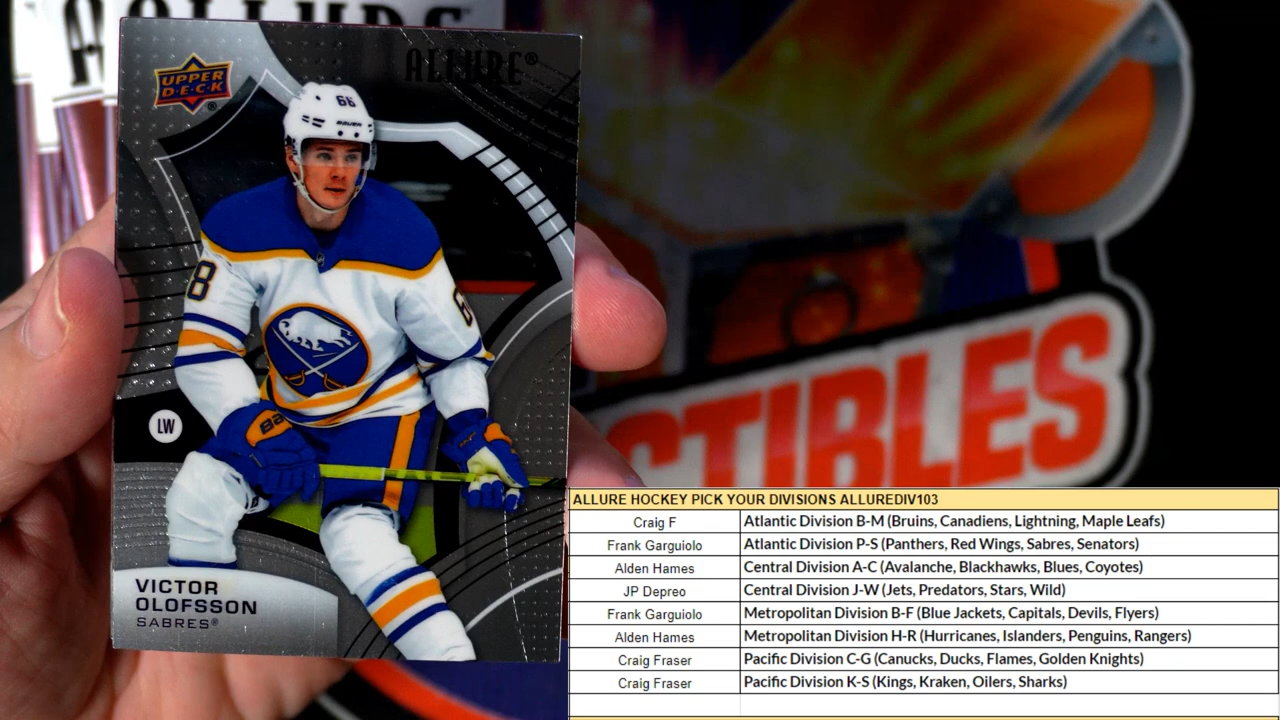 ALLURE®
UPPER
D·E·C·K
66
BAUER
68
6
LW
68
VICTOR
OLOFSSON
SABRES®
STIBLES
ALLURE HOCKEY PICK YOUR DIVISIONS ALLUREDIV103
Craig F Atlantic Division B-M (Bruins, Canadiens, Lightning, Maple Leafs)
Frank Garguiolo Atlantic Division P-S (Panthers, Red Wings, Sabres, Senators)
Alden Hames Central Division A-C (Avalanche, Blackhawks, Blues, Coyotes)
JP Depreo Central Division J-W (Jets, Predators, Stars, Wild)
Frank Garguiolo Metropolitan Division B-F (Blue Jackets, Capitals, Devils, Flyers)
Alden Hames Metropolitan Division H-R (Hurricanes, Islanders, Penguins, Rangers)
Craig Fraser Pacific Division C-G (Canucks, Ducks, Flames, Golden Knights)
Craig Fraser Pacific Division K-S (Kings, Kraken, Oilers, Sharks)